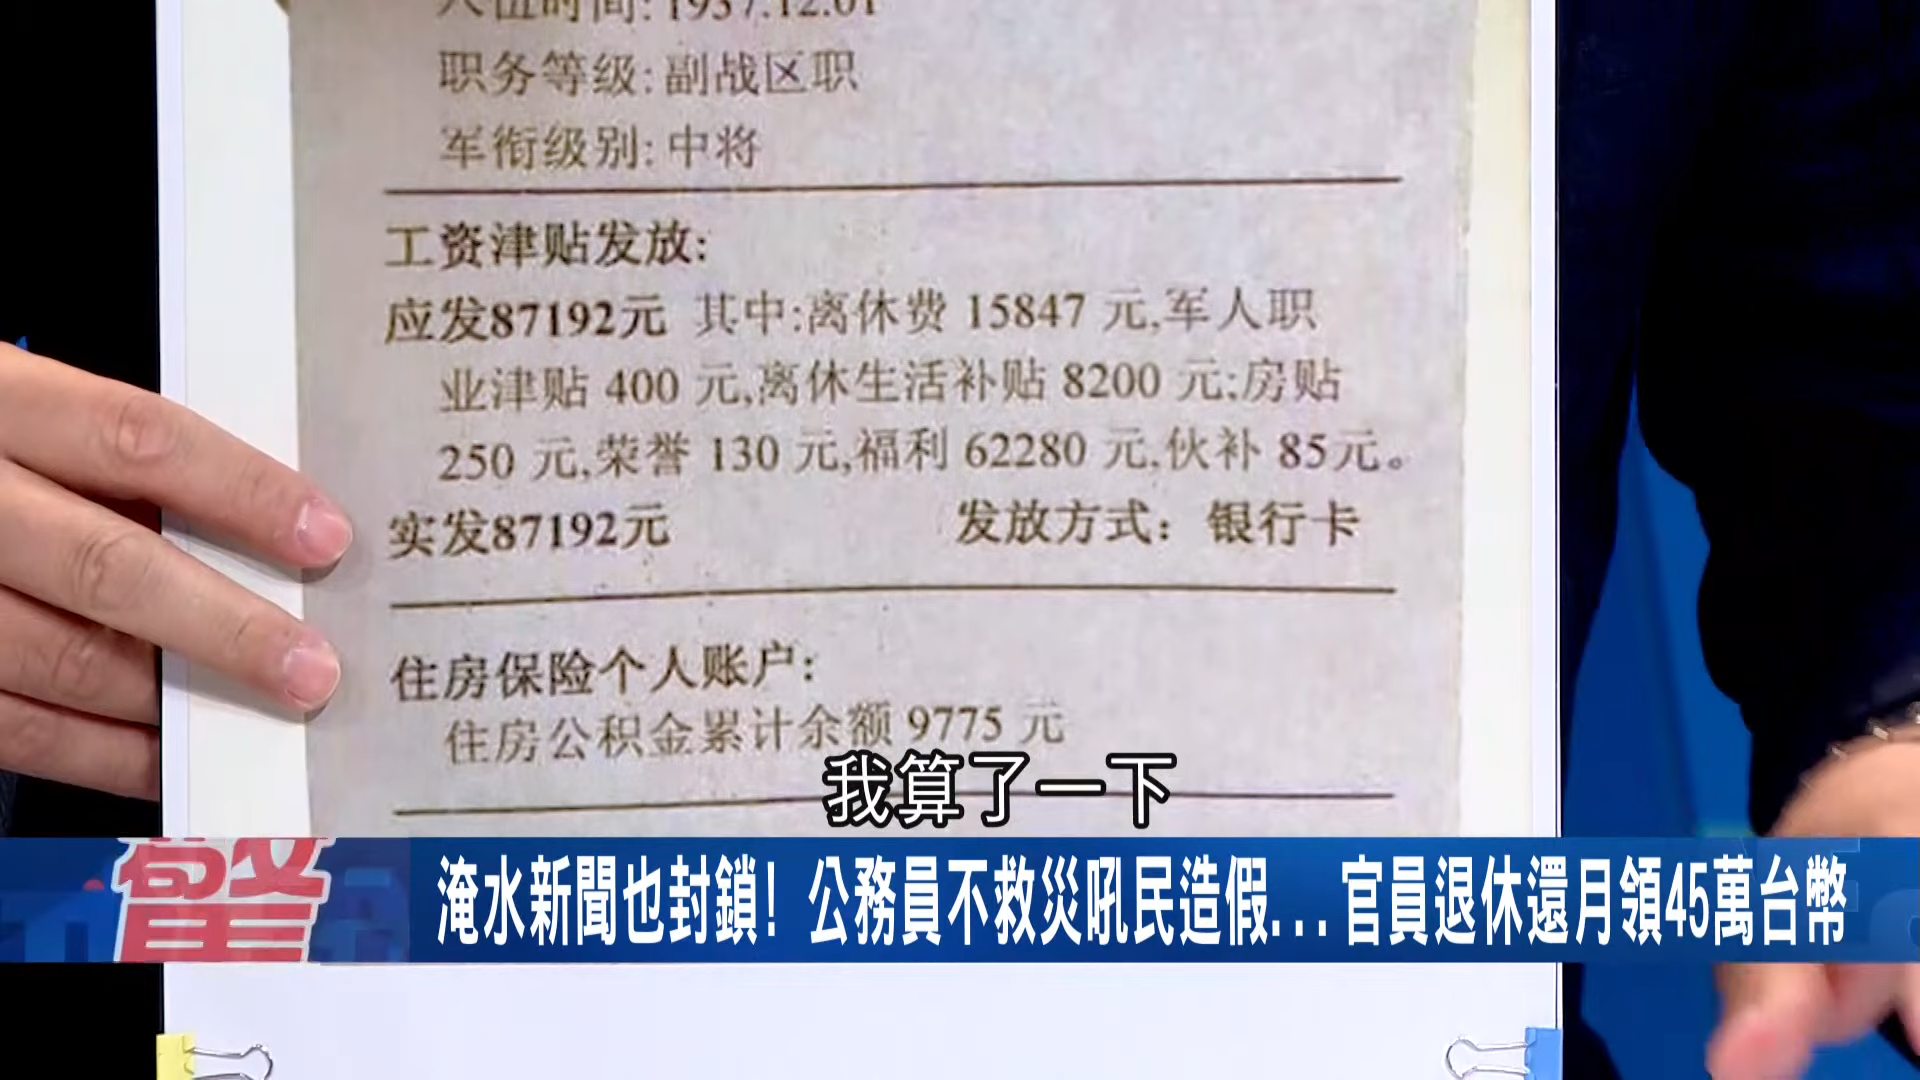 入伍时间: 1937.12.01
职务等级: 副战区职
军衔级别: 中将
工资津贴发放:
应发87192元 其中:离休费 15847 元,军人职
业津贴 400 元,离休生活补贴 8200 元;房贴
250 元,荣誉 130 元,福利 62280 元,伙补 85元。
实发87192元 发放方式: 银行卡
住房保险个人账户:
住房公积金累计余额 9775 元
我算了一下
淹水新聞也封鎖! 公務員不救災吼民造假...官員退休還月領45萬台幣